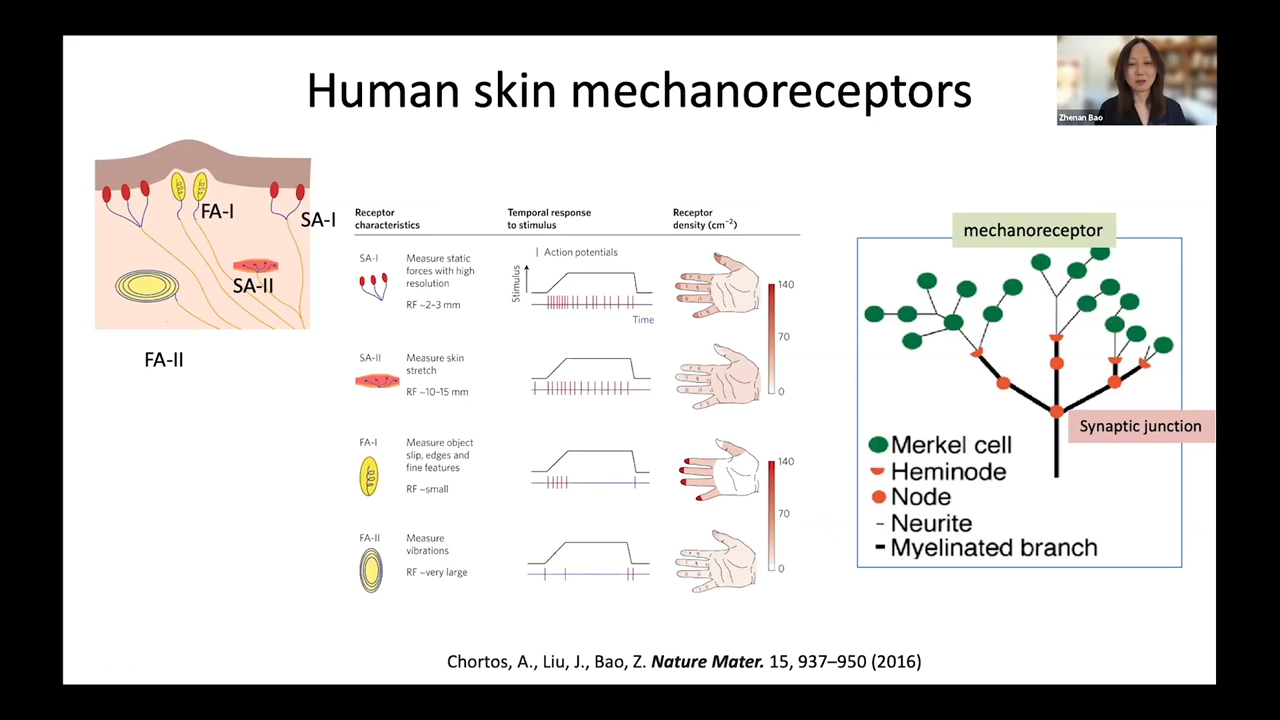 Human skin mechanoreceptors
Zhenan Bao
FA-I
SA-I
SA-II
FA-II
Receptor
characteristics
Temporal response
to stimulus
Receptor
density (cm⁻²)
SA-I
Measure static
forces with high
resolution
RF ~2–3 mm
Action potentials
Stimulus
Time
140
70
0
SA-II
Measure skin
stretch
RF ~10–15 mm
FA-I
Measure object
slip, edges and
fine features
RF ~small
140
70
0
FA-II
Measure
vibrations
RF ~very large
mechanoreceptor
Synaptic junction
Merkel cell
Heminode
Node
Neurite
Myelinated branch
Chortos, A., Liu, J., Bao, Z. Nature Mater. 15, 937–950 (2016)